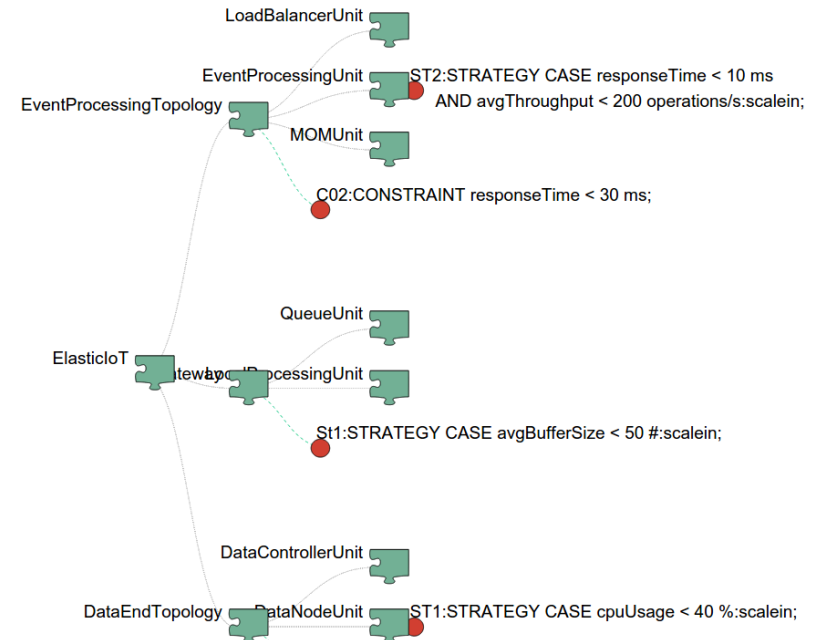 LoadBalancerUnit
EventProcessingUnit
ST2:STRATEGY CASE responseTime < 10 ms
AND avgThroughput < 200 operations/s:scalein;
EventProcessingTopology
MOMUnit
C02:CONSTRAINT responseTime < 30 ms;
QueueUnit
ElasticIoT
ProcessingUnit
St1:STRATEGY CASE avgBufferSize < 50 #:scalein;
DataControllerUnit
DataEndTopology
DataNodeUnit
ST1:STRATEGY CASE cpuUsage < 40 %:scalein;